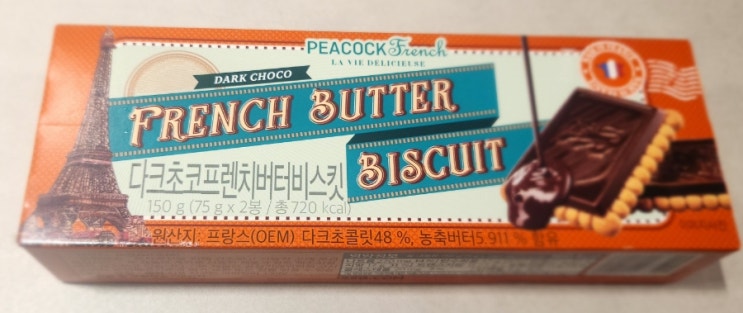 PEACOCK French
LA VIE DÉLICIEUSE
DARK CHOCO
FRENCH BUTTER
BISCUIT
다크초코프렌치버터비스킷
150 g (75 g x 2봉 / 총 720 kcal)
원산지: 프랑스(OEM) 다크초콜릿48 %, 농축버터5.911 % 함유